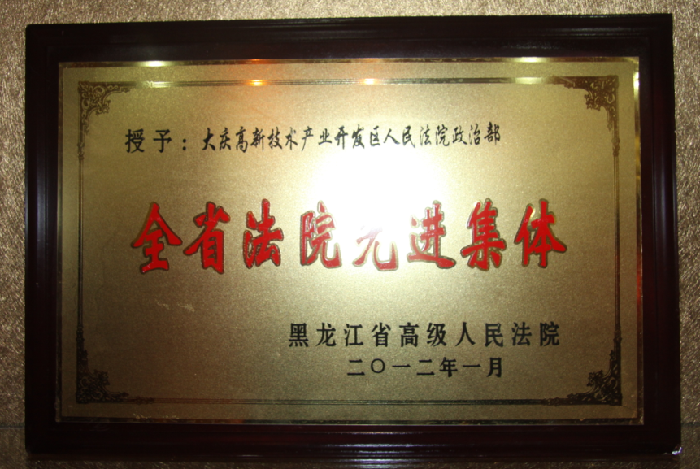 授予：大庆高新技术产业开发区人民法院政治部
全省法院先进集体
黑龙江省高级人民法院
二〇一二年一月